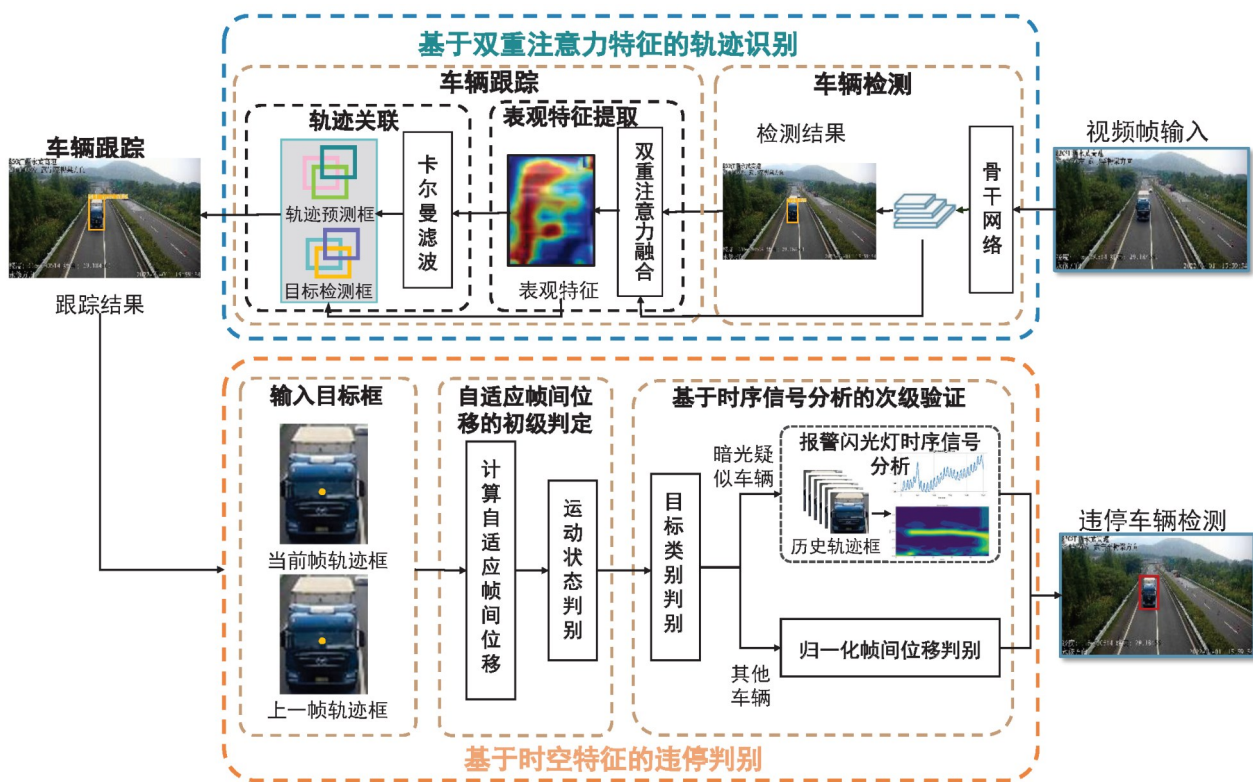 基于双重注意力特征的轨迹识别
车辆跟踪
车辆检测
轨迹关联
表观特征提取
检测结果
视频帧输入
车辆跟踪
轨迹预测框
目标检测框
卡尔曼滤波
表观特征
双重注意力融合
骨干网络
跟踪结果
输入目标框
当前帧轨迹框
上一帧轨迹框
自适应帧间位
移的初级判定
计算自适应帧间位移
运动状态判别
基于时序信号分析的次级验证
目标类别判别
暗光疑
似车辆
报警闪光灯时序信号
分析
历史轨迹框
其他
车辆
归一化帧间位移判别
违停车辆检测
基于时空特征的违停判别